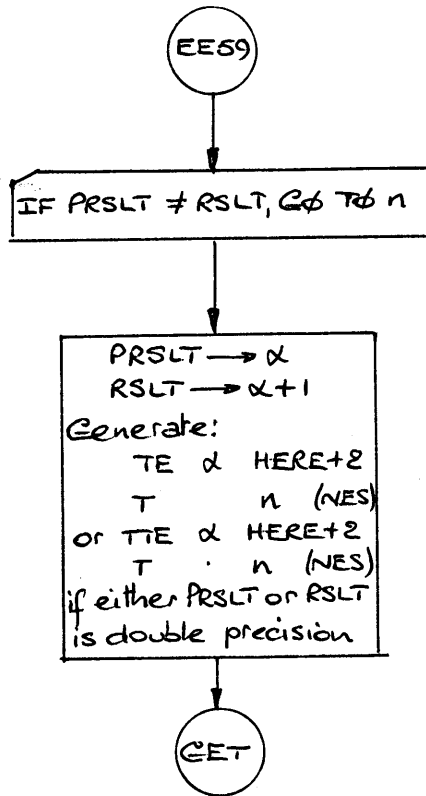 EE59
IF PRSLT ≠ RSLT, GØ TØ n
PRSLT → α
RSLT → α+1
Generate:
TE α HERE+2
T n (NES)
or TTE α HERE+2
T . n (NES)
if either PRSLT or RSLT
is double precision
GET